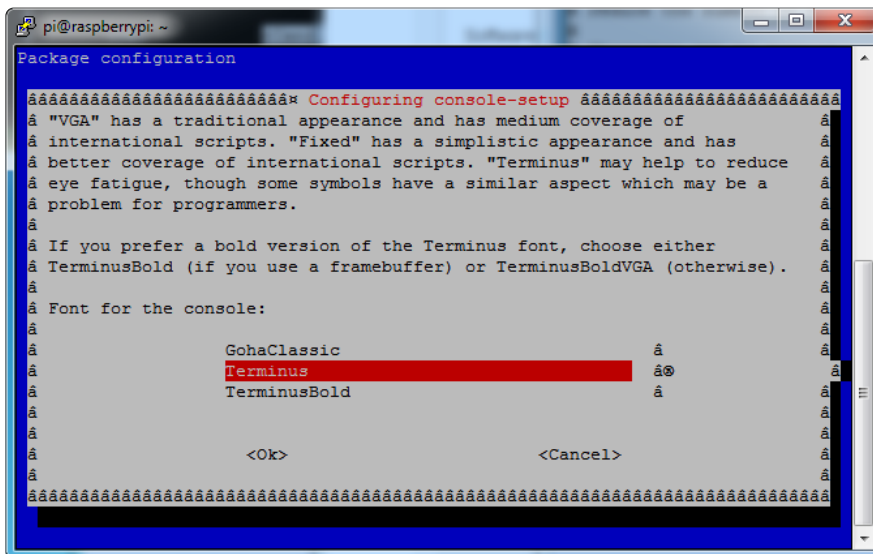 pi@raspberrypi: ~
Package configuration
ââââââââââââââââââââââââ¤ Configuring console-setup ââââââââââââââââââââââââ
â "VGA" has a traditional appearance and has medium coverage of â
â international scripts. "Fixed" has a simplistic appearance and has â
â better coverage of international scripts. "Terminus" may help to reduce â
â eye fatigue, though some symbols have a similar aspect which may be a â
â problem for programmers. â
â â
â If you prefer a bold version of the Terminus font, choose either â
â TerminusBold (if you use a framebuffer) or TerminusBoldVGA (otherwise). â
â â
â Font for the console: â
â â
â GohaClassic â â
â Terminus â® â
â TerminusBold â â
â â
â â
â <Ok> <Cancel> â
â â
âââââââââââââââââââââââââââââââââââââââââââââââââââââââââââââââââââââââââââââ